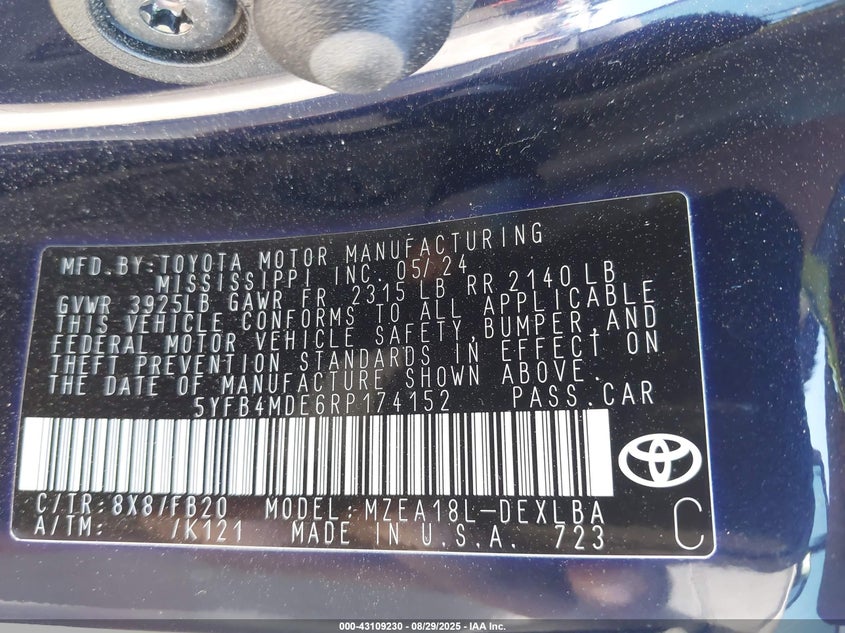 MFD. BY: TOYOTA MOTOR MANUFACTURING
MISSISSIPPI INC. 05/24
GVWR 3925LB GAWR FR 2315 LB RR 2140 LB
THIS VEHICLE CONFORMS TO ALL APPLICABLE
FEDERAL MOTOR VEHICLE SAFETY, BUMPER, AND
THEFT PREVENTION STANDARDS IN EFFECT ON
THE DATE OF MANUFACTURE SHOWN ABOVE.
5YFB4MDE6RP174152 PASS. CAR
C/TR: 8X8/FB20 MODEL: MZEA18L-DEXLBA
A/TM: /K121 MADE IN U.S.A. 723
C
000-43109230 - 08/29/2025 - IAA Inc.